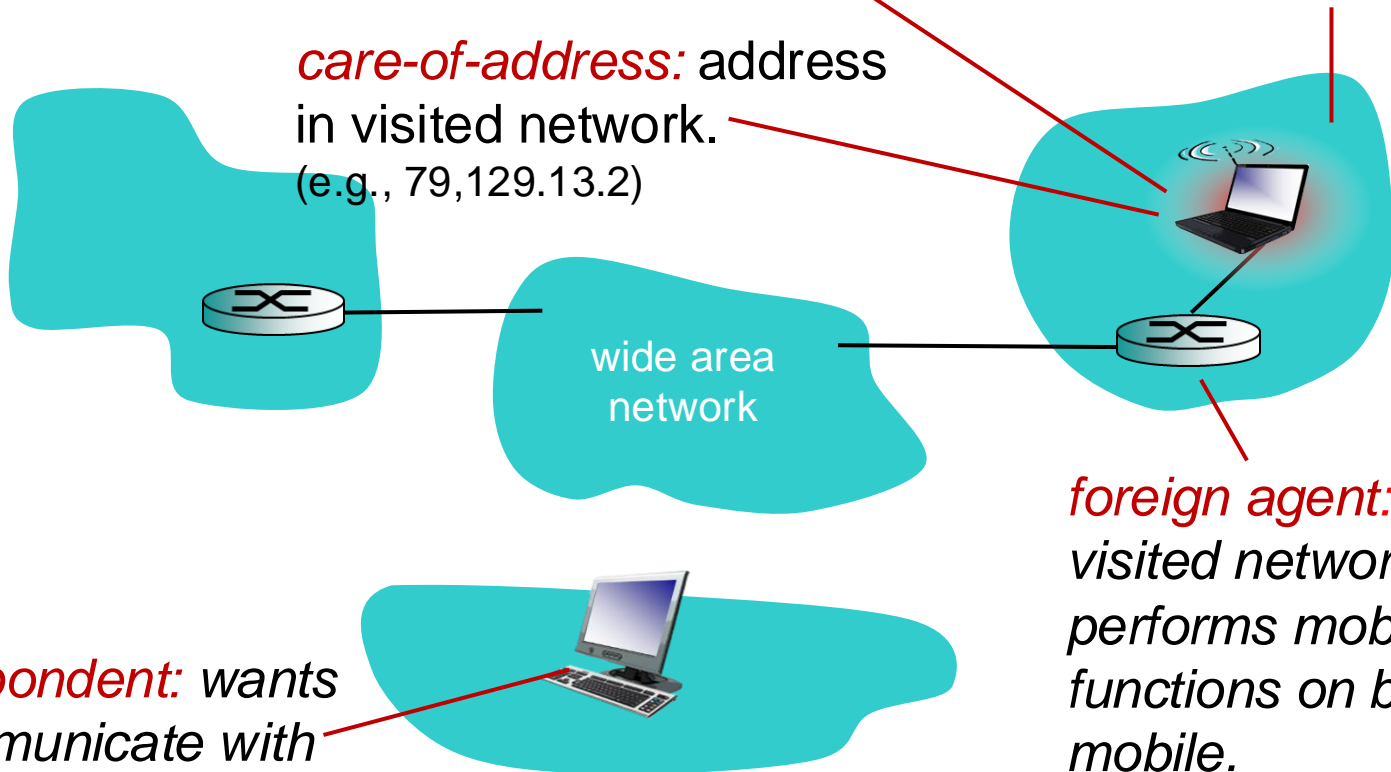 care-of-address: address
in visited network.
(e.g., 79,129.13.2)
wide area
network
foreign agent:
visited networ
performs mob
functions on b
mobile.
pondent: wants
municate with